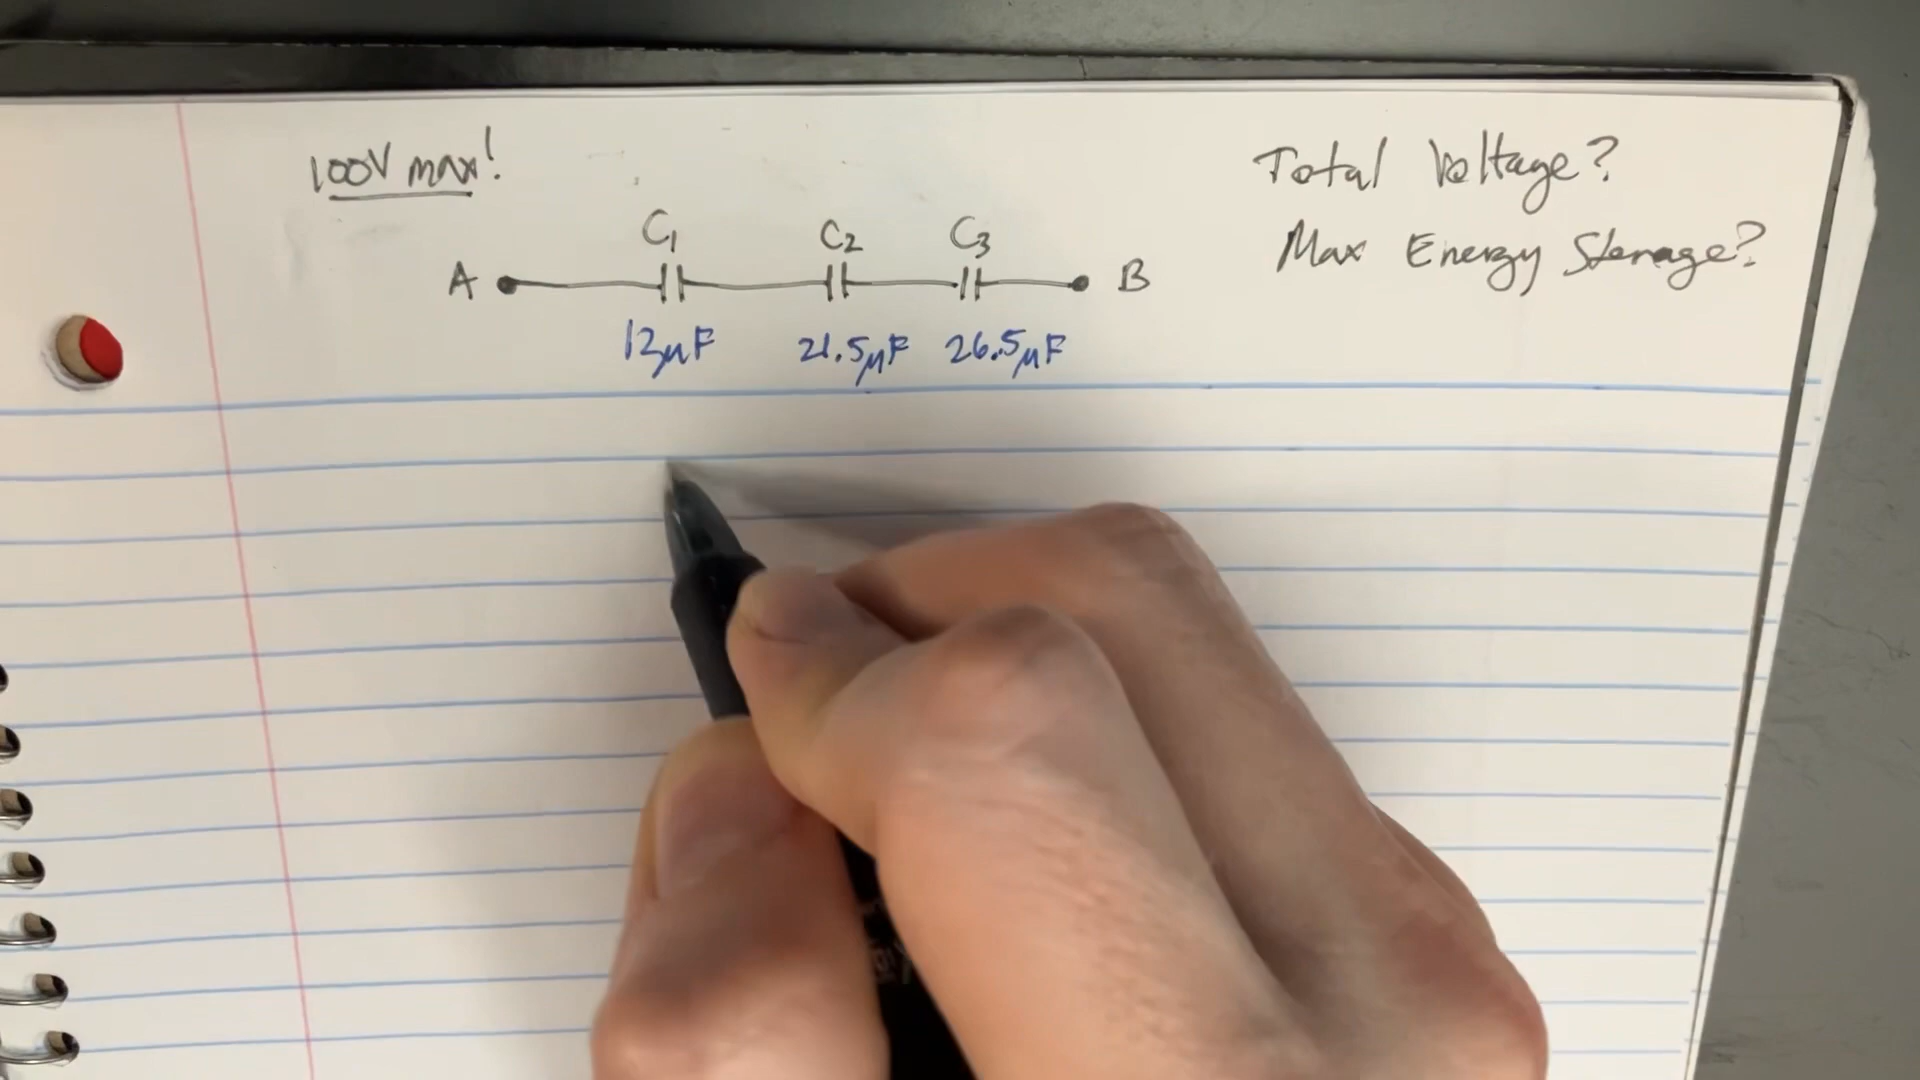 100V max!
Total Voltage?
Max Energy Storage?
C1 C2 C3
A B
12μF 21.5μF 26.5μF